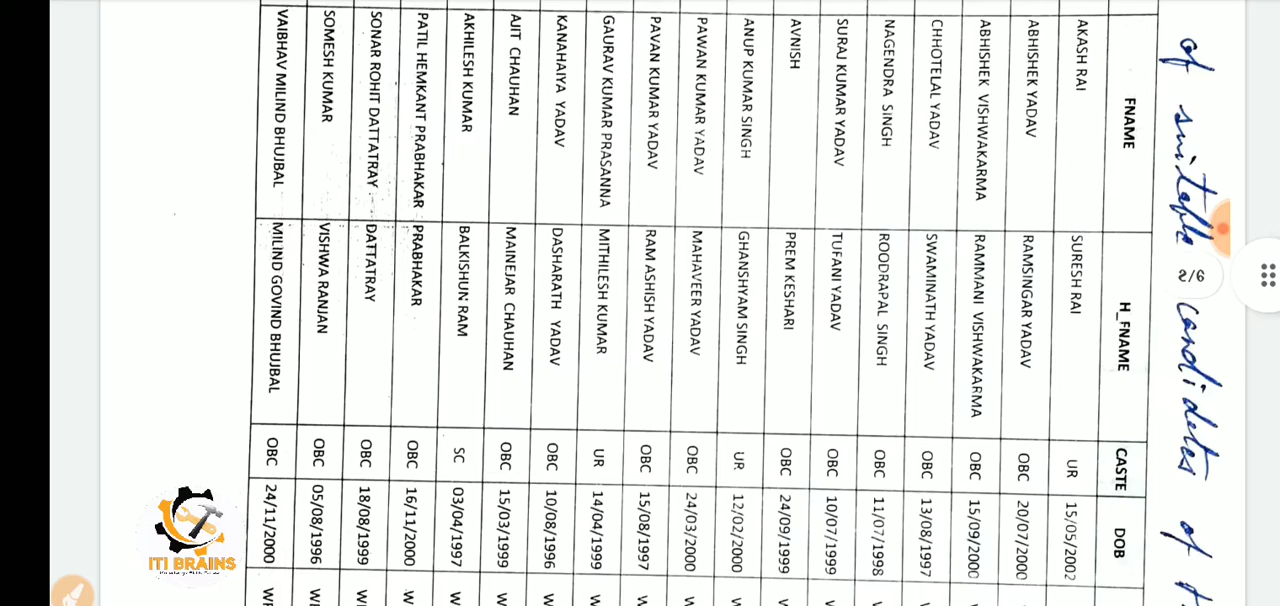 of suitable candidates of
FNAME H_FNAME CASTE DOB
AKASH RAI SURESH RAI UR 15/05/2002
ABHISHEK YADAV RAMSINGAR YADAV OBC 20/07/2000
ABHISHEK VISHWAKARMA RAMMANI VISHWAKARMA OBC 15/09/2000
CHHOTELAL YADAV SWAMINATH YADAV OBC 13/08/1997
NAGENDRA SINGH ROODRAPAL SINGH OBC 11/07/1998
SURAJ KUMAR YADAV TUFANI YADAV OBC 10/07/1999
AVNISH PREM KESHARI OBC 24/09/1999
ANUP KUMAR SINGH GHANSHYAM SINGH UR 12/02/2000
PAWAN KUMAR YADAV MAHAVEER YADAV OBC 24/03/2000
PAVAN KUMAR YADAV RAM ASHISH YADAV OBC 15/08/1997
GAURAV KUMAR PRASANNA MITHILESH KUMAR UR 14/04/1999
KANAHAIYA YADAV DASHARATH YADAV OBC 10/08/1996
AJIT CHAUHAN MAINEJAR CHAUHAN OBC 15/03/1999
AKHILESH KUMAR BALKISHUN RAM SC 03/04/1997
PATIL HEMKANT PRABHAKAR PRABHAKAR OBC 16/11/2000
SONAR ROHIT DATTATRAY DATTATRAY OBC 18/08/1999
SOMESH KUMAR VISHWA RANJAN OBC 05/08/1996
VAIBHAV MILIND BHUJBAL MILIND GOVIND BHUJBAL OBC 24/11/2000
2/6
ITI BRAINS